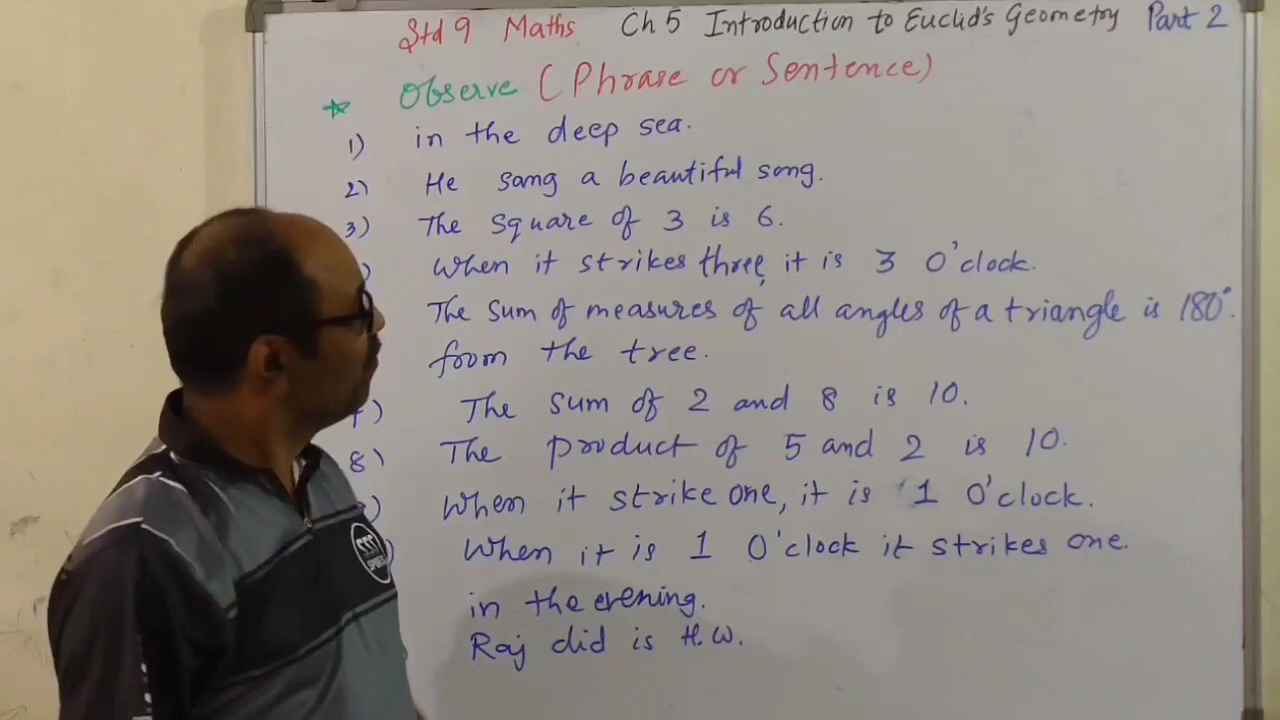 Std 9 Maths Ch 5 Introduction to Euclid's Geometry Part 2
* Observe (Phrase or Sentence)
1) in the deep sea.
2) He sang a beautiful song.
3) The square of 3 is 6.
) When it strikes three, it is 3 O'clock.
The sum of measures of all angles of a triangle is 180°.
from the tree.
7) The sum of 2 and 8 is 10.
8) The product of 5 and 2 is 10.
) When it strike one, it is 1 O'clock.
) When it is 1 O'clock it strikes one.
in the evening.
Raj did is H.W.